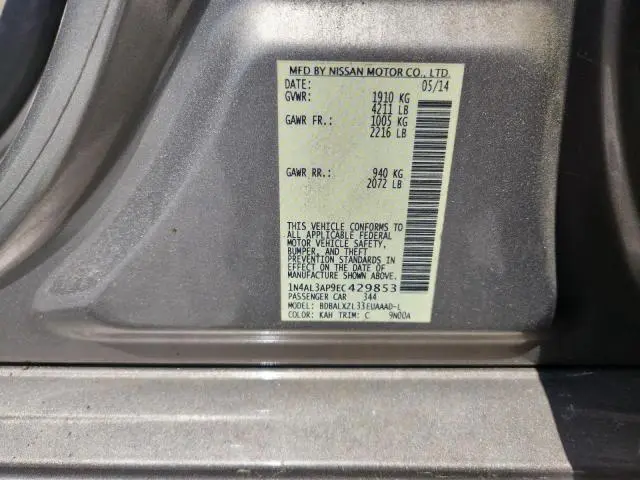 MFD BY NISSAN MOTOR CO., LTD.
DATE: 05/14
GVWR: 1910 KG
4211 LB
GAWR FR.: 1005 KG
2216 LB
GAWR RR.: 940 KG
2072 LB
THIS VEHICLE CONFORMS TO
ALL APPLICABLE FEDERAL
MOTOR VEHICLE SAFETY,
BUMPER, AND THEFT
PREVENTION STANDARDS IN
EFFECT ON THE DATE OF
MANUFACTURE SHOWN ABOVE.
1N4AL3AP9EC429853
PASSENGER CAR 344
MODEL: BDBALXZL33EUAAAD-L
COLOR: KAH TRIM: C 9N00A